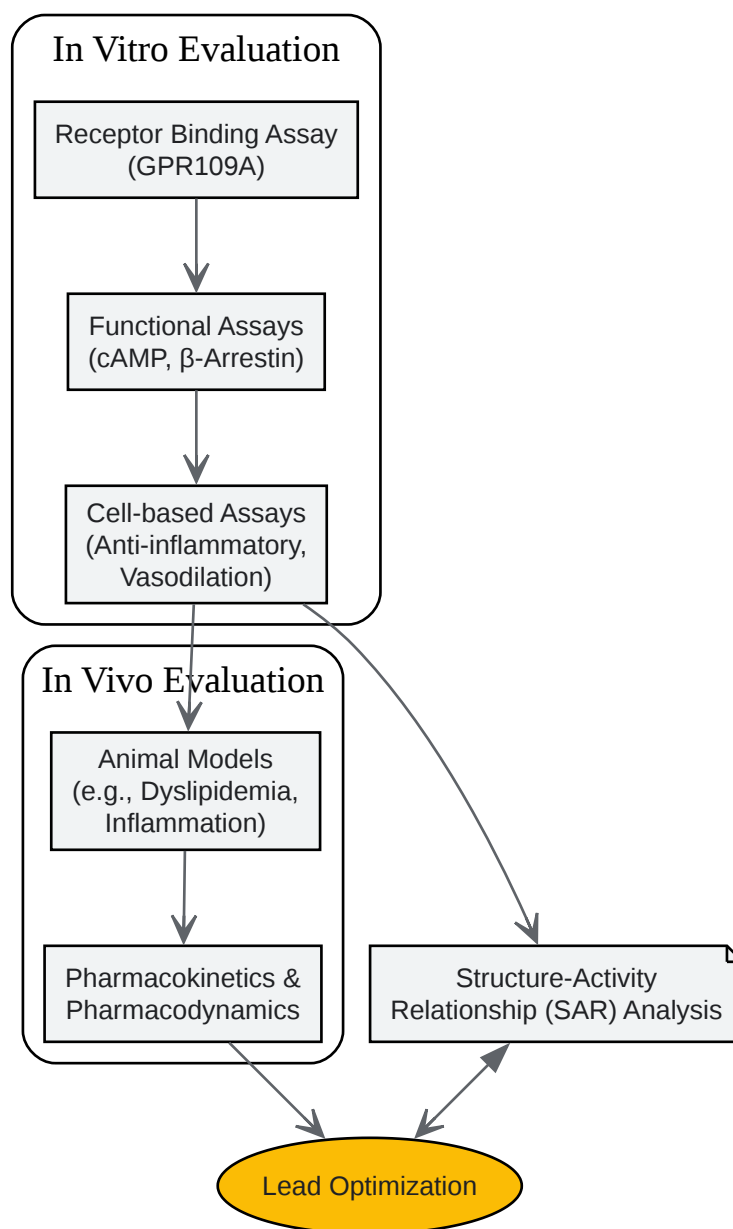 In Vitro Evaluation
Receptor Binding Assay
(GPR109A)
Functional Assays
(cAMP, β-Arrestin)
Cell-based Assays
(Anti-inflammatory,
Vasodilation)
In Vivo Evaluation
Animal Models
(e.g., Dyslipidemia,
Inflammation)
Pharmacokinetics &
Pharmacodynamics
Structure-Activity
Relationship (SAR) Analysis
Lead Optimization